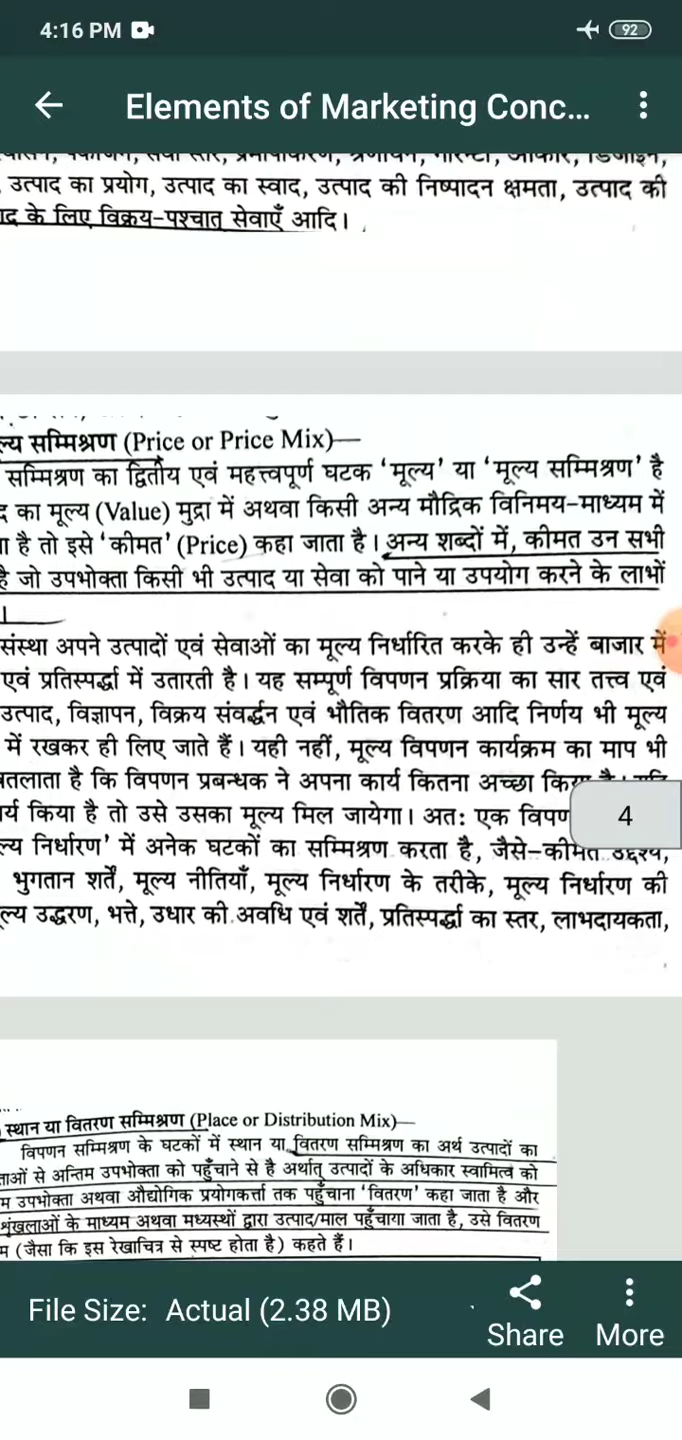 4:16 PM
92
Elements of Marketing Conc...
उत्पाद का प्रयोग, उत्पाद का स्वाद, उत्पाद की निष्पादन क्षमता, उत्पाद की
के लिए विक्रय-पश्चात् सेवाएँ आदि।
सम्मिश्रण (Price or Price Mix)—
सम्मिश्रण का द्वितीय एवं महत्त्वपूर्ण घटक ‘मूल्य’ या ‘मूल्य सम्मिश्रण’ है
का मूल्य (Value) मुद्रा में अथवा किसी अन्य मौद्रिक विनिमय-माध्यम में
है तो इसे ‘कीमत’ (Price) कहा जाता है। अन्य शब्दों में, कीमत उन सभी
है जो उपभोक्ता किसी भी उत्पाद या सेवा को पाने या उपयोग करने के लाभों
।
संस्था अपने उत्पादों एवं सेवाओं का मूल्य निर्धारित करके ही उन्हें बाजार में
एवं प्रतिस्पर्द्धा में उतारती है। यह सम्पूर्ण विपणन प्रक्रिया का सार तत्त्व एवं
उत्पाद, विज्ञापन, विक्रय संवर्द्धन एवं भौतिक वितरण आदि निर्णय भी मूल्य
में रखकर ही लिए जाते हैं। यही नहीं, मूल्य विपणन कार्यक्रम का माप भी
है कि विपणन प्रबन्धक ने अपना कार्य कितना अच्छा
किया है तो उसे उसका मूल्य मिल जायेगा। अतः एक
निर्धारण’ में अनेक घटकों का सम्मिश्रण करता है, जैसे-कीमत उद्देश्य,
4
भुगतान शर्तें, मूल्य नीतियाँ, मूल्य निर्धारण के तरीके, मूल्य निर्धारण की
उद्धरण, भत्ते, उधार की अवधि एवं शर्तें, प्रतिस्पर्द्धा का स्तर, लाभदायकता,
स्थान या वितरण सम्मिश्रण (Place or Distribution Mix)—
विपणन सम्मिश्रण के घटकों में स्थान या वितरण सम्मिश्रण का अर्थ उत्पादों का
से अन्तिम उपभोक्ता को पहुँचाने से है अर्थात् उत्पादों के अधिकार स्वामित्व को
उपभोक्ता अथवा औद्योगिक प्रयोगकर्त्ता तक पहुँचाना ‘वितरण’ कहा जाता है और
शृंखलाओं के माध्यम अथवा मध्यस्थों द्वारा उत्पाद/माल पहुँचाया जाता है, उसे वितरण
(जैसा कि इस रेखाचित्र से स्पष्ट होता है) कहते हैं।
File Size: Actual (2.38 MB)
Share
More